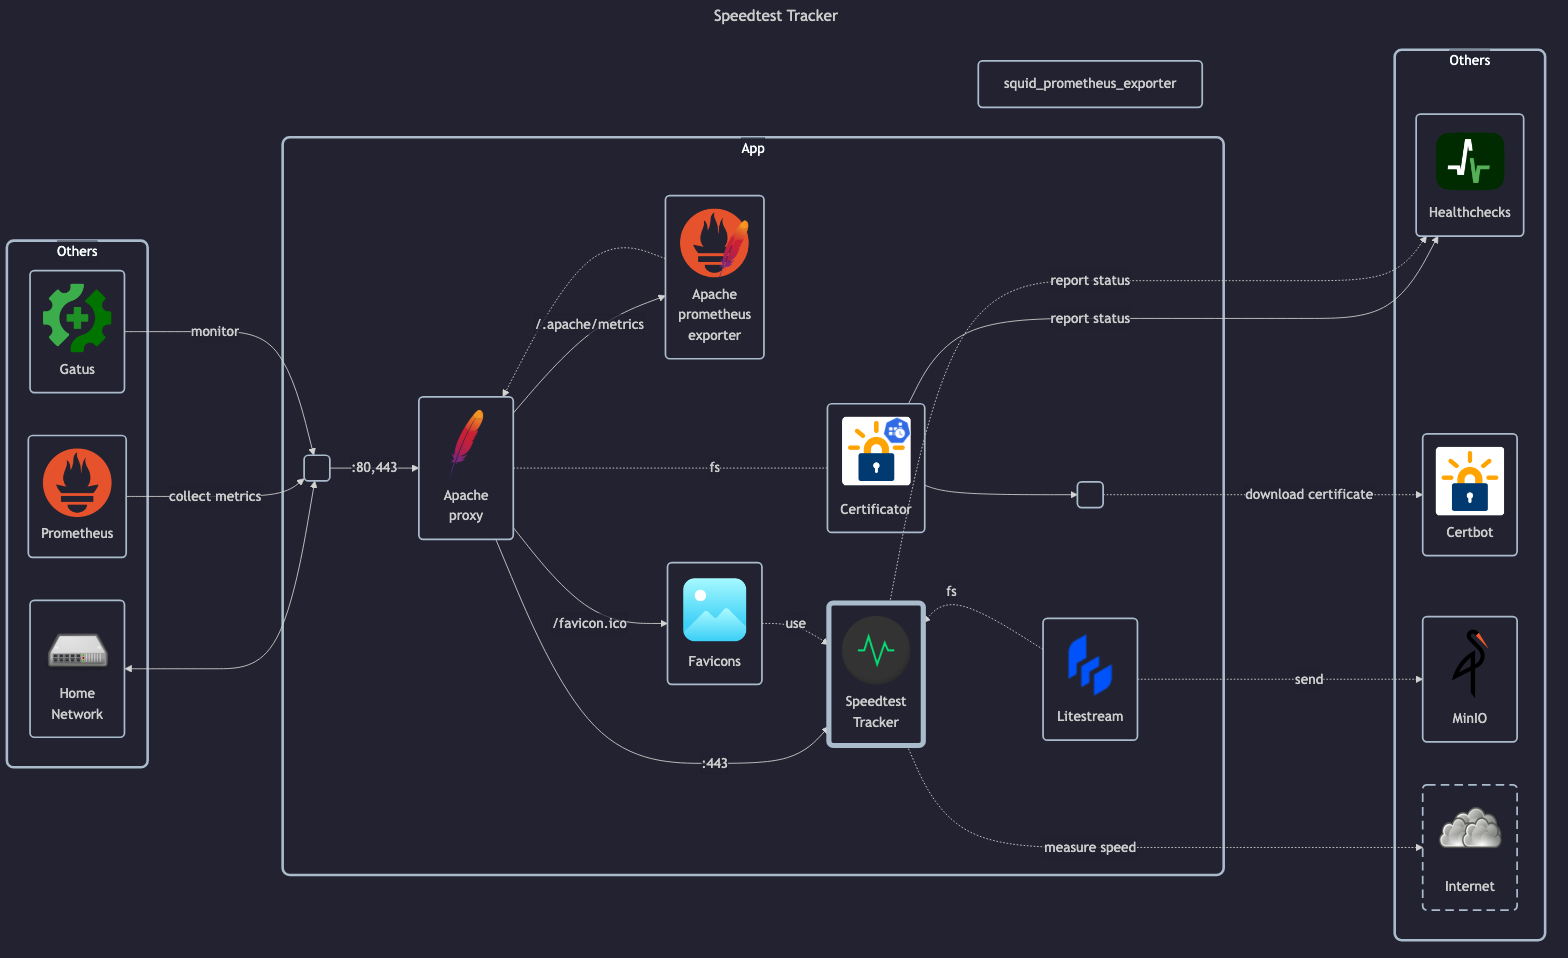 Speedtest Tracker
squid_prometheus_exporter
Others
Gatus
Prometheus
Home
Network
monitor
collect metrics
App
:80,443
Apache
proxy
/.apache/metrics
Apache
prometheus
exporter
fs
/favicon.ico
Favicons
use
:443
Certificator
Speedtest
Tracker
fs
Litestream
report status
report status
download certificate
send
measure speed
Others
Healthchecks
Certbot
MinIO
Internet